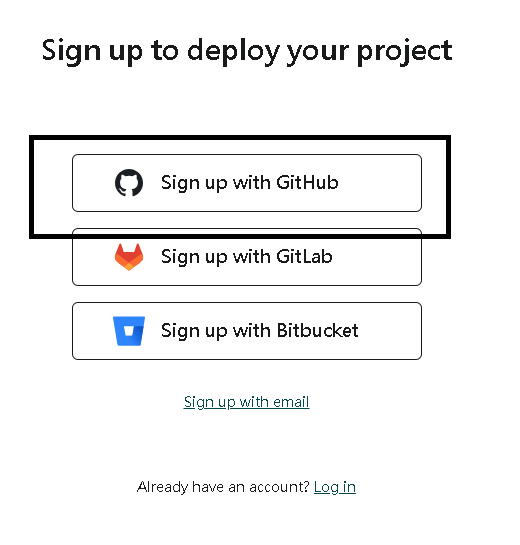 Sign up to deploy your project
Sign up with GitHub
Sign up with GitLab
Sign up with Bitbucket
Sign up with email
Already have an account? Log in